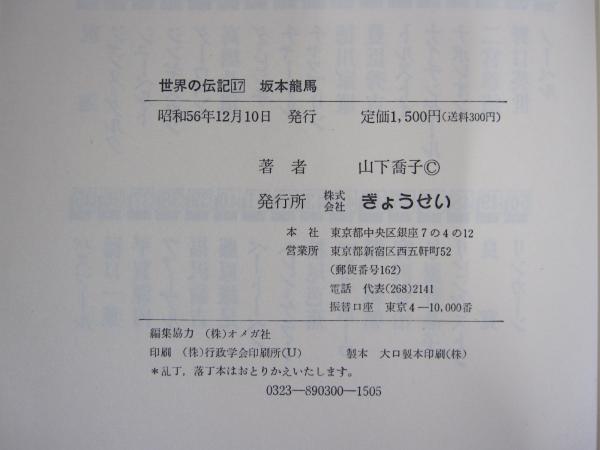 世界の伝記17 坂本龍馬
昭和56年12月10日 発行 定価1,500円(送料300円)
著者 山下喬子©
発行所 株式会社 ぎょうせい
本社 東京都中央区銀座7の4の12
営業所 東京都新宿区西五軒町52
(郵便番号162)
電話 代表(268)2141
振替口座 東京4—10,000番
編集協力 (株)オメガ社
印刷 (株)行政学会印刷所(U) 製本 大口製本印刷(株)
*乱丁，落丁本はおとりかえいたします。
0323—890300—1505